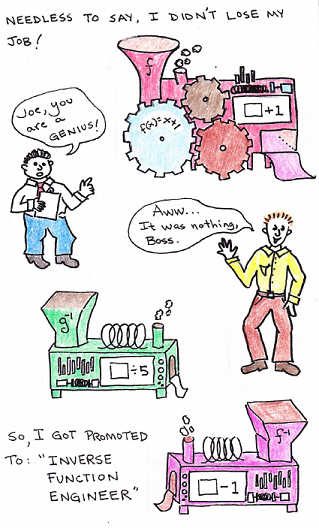 NEEDLESS TO SAY, I DIDN'T LOSE MY
JOB!
f
□+1
f(x)=x+1
Joe, you
are a
GENIUS!
Aww...
It was nothing,
Boss.
g⁻¹
□÷5
So, I GOT PROMOTED
TO: "INVERSE
FUNCTION
ENGINEER"
f⁻¹
□-1